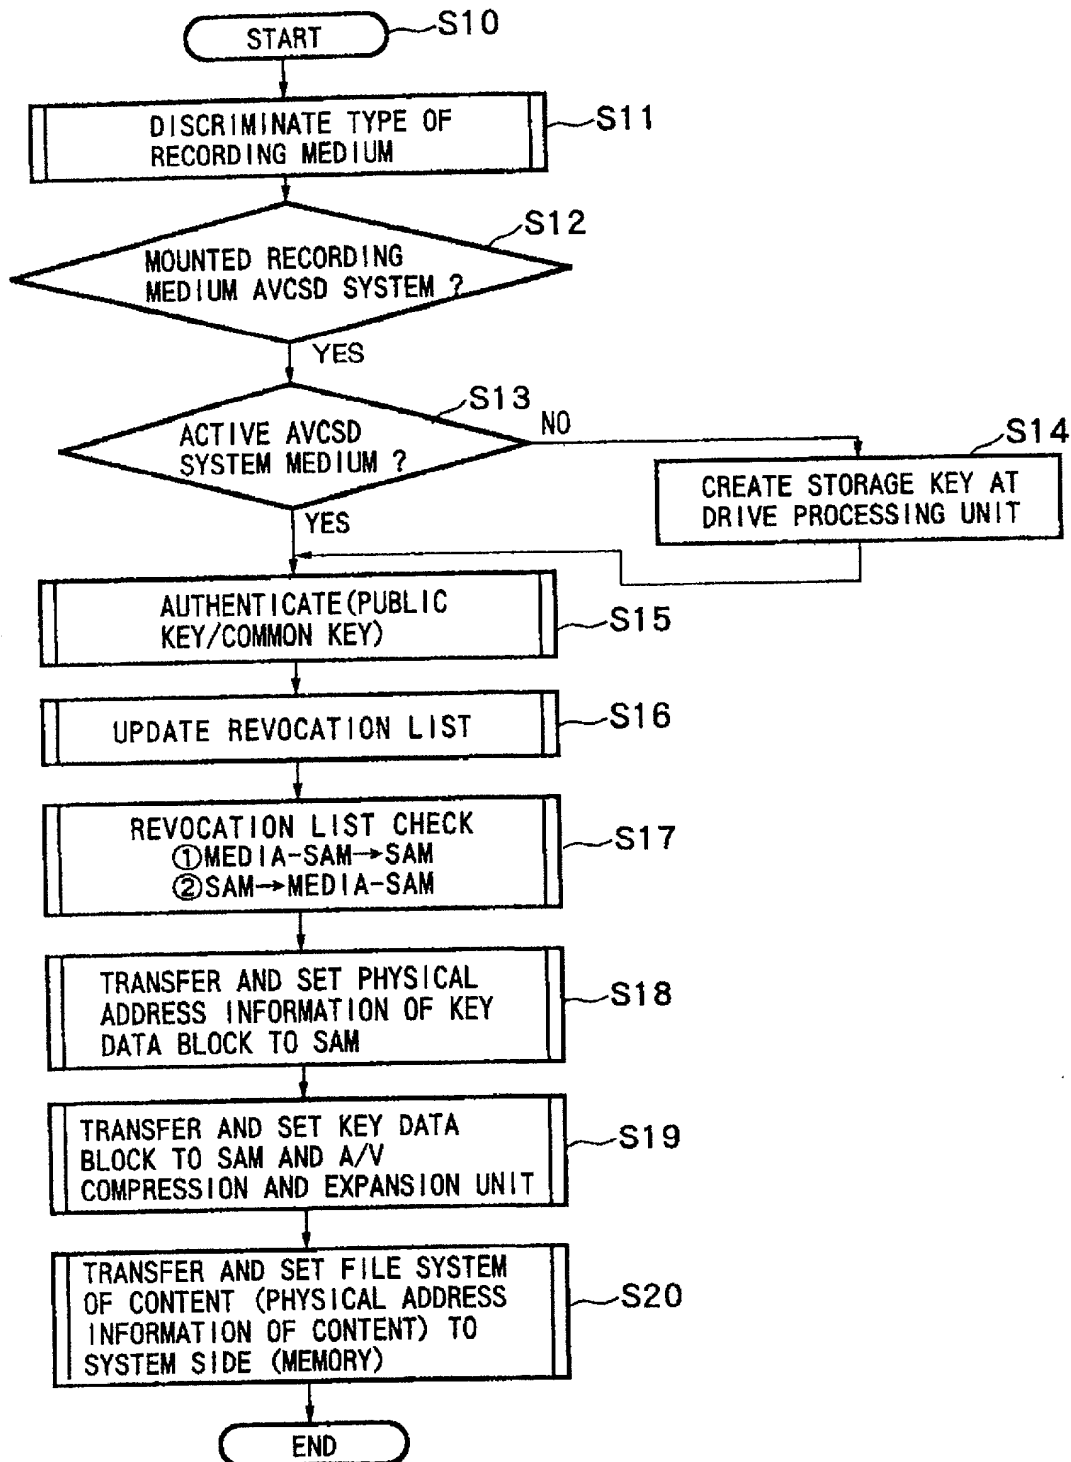 START
S10
DISCRIMINATE TYPE OF
RECORDING MEDIUM
S11
S12
MOUNTED RECORDING
MEDIUM AVCSD SYSTEM ?
YES
S13
ACTIVE AVCSD
SYSTEM MEDIUM ?
NO
S14
CREATE STORAGE KEY AT
DRIVE PROCESSING UNIT
YES
AUTHENTICATE(PUBLIC
KEY/COMMON KEY)
S15
UPDATE REVOCATION LIST
S16
REVOCATION LIST CHECK
①MEDIA-SAM→SAM
②SAM→MEDIA-SAM
S17
TRANSFER AND SET PHYSICAL
ADDRESS INFORMATION OF KEY
DATA BLOCK TO SAM
S18
TRANSFER AND SET KEY DATA
BLOCK TO SAM AND A/V
COMPRESSION AND EXPANSION UNIT
S19
TRANSFER AND SET FILE SYSTEM
OF CONTENT (PHYSICAL ADDRESS
INFORMATION OF CONTENT) TO
SYSTEM SIDE (MEMORY)
S20
END